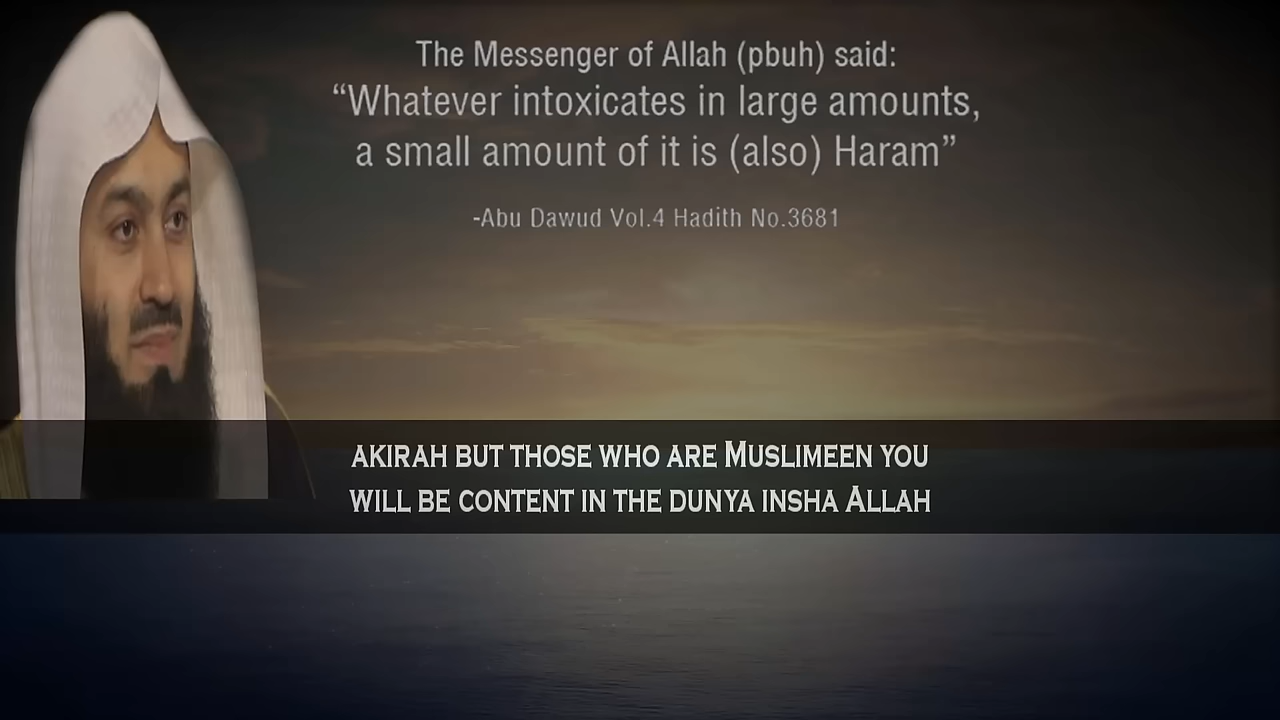 The Messenger of Allah (pbuh) said:
“Whatever intoxicates in large amounts,
a small amount of it is (also) Haram”
-Abu Dawud Vol.4 Hadith No.3681
AKIRAH BUT THOSE WHO ARE MUSLIMEEN YOU
WILL BE CONTENT IN THE DUNYA INSHA ALLAH